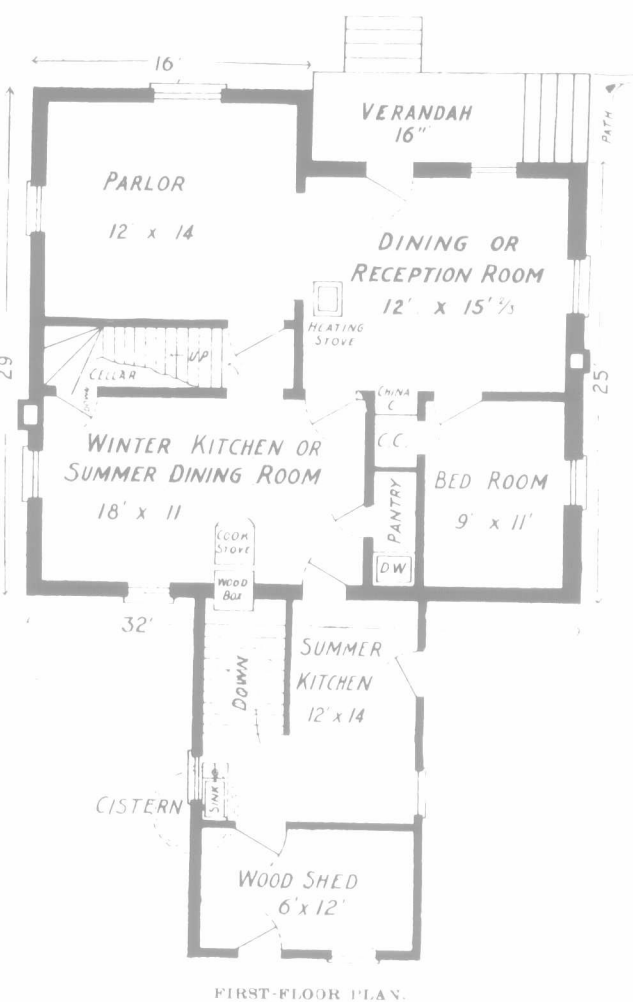 16'
VERANDAH
16"
PATH
PARLOR
12' x 14
DINING OR
RECEPTION ROOM
12' x 15' 2/3
HEATING
STOVE
29
25'
UP
CELLAR
CHINA
C
C.C.
WINTER KITCHEN OR
SUMMER DINING ROOM
18' x 11
PANTRY
BED ROOM
9' x 11'
COOK
STOVE
DW
WOOD
BOX
32'
SUMMER
KITCHEN
12' x 14
DOWN
CISTERN
SINK
WOOD SHED
6' x 12'
FIRST-FLOOR PLAN.